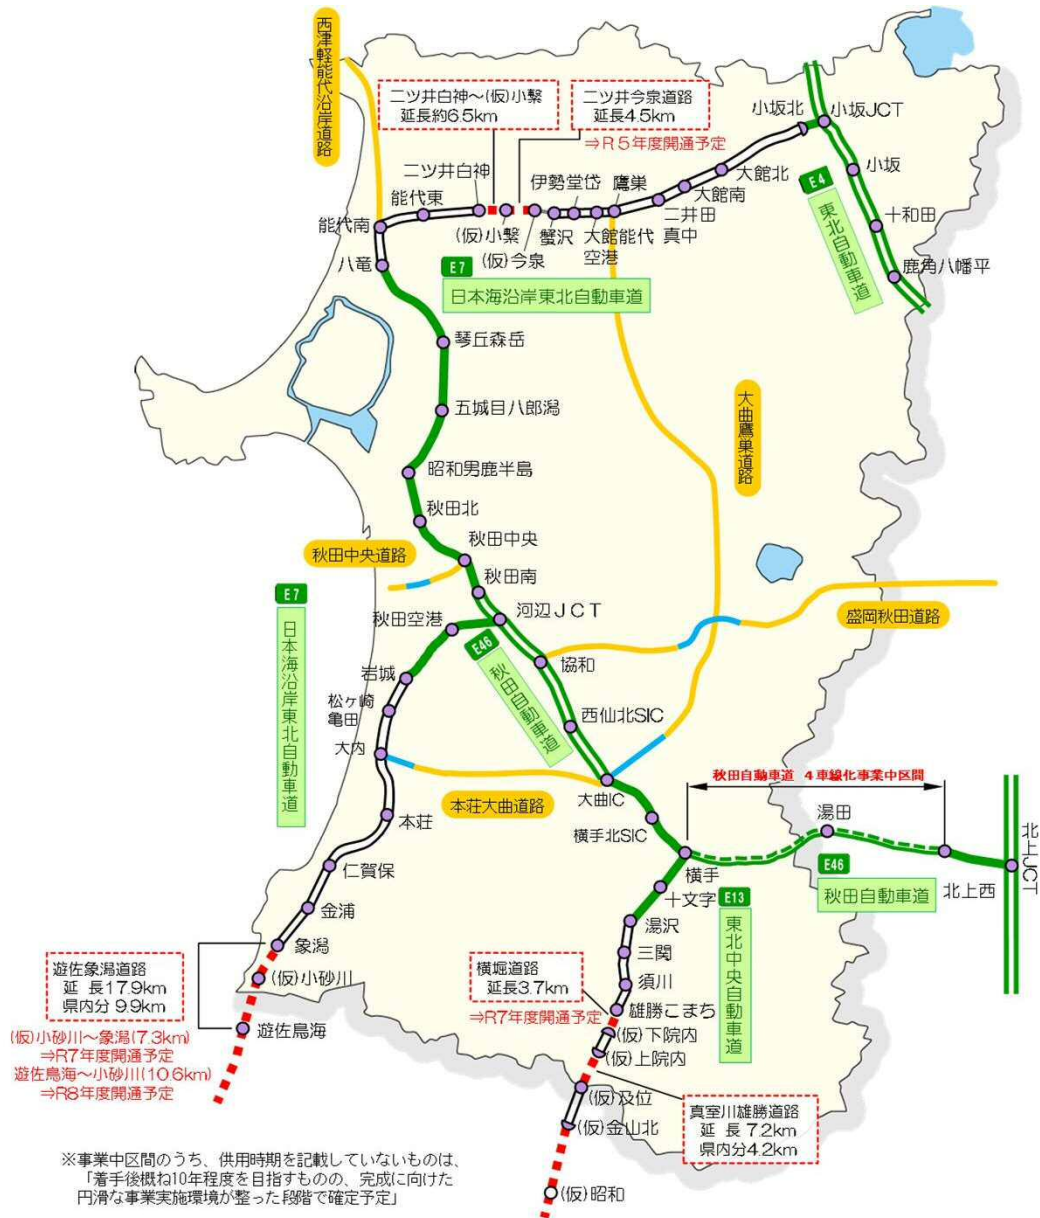 西津軽能代沿岸道路
二ツ井白神～(仮)小繋
延長約6.5km
二ツ井今泉道路
延長4.5km
⇒R５年度開通予定
小坂北
小坂JCT
小坂
十和田
鹿角八幡平
E4
東北自動車道
大館北
大館南
二井田
真中
鷹巣
大館能代
空港
伊勢堂岱
蟹沢
(仮)今泉
(仮)小繋
二ツ井白神
能代東
能代南
八竜
E7
日本海沿岸東北自動車道
琴丘森岳
五城目八郎潟
大曲鷹巣道路
昭和男鹿半島
秋田北
秋田中央
秋田中央道路
秋田南
河辺ＪＣＴ
秋田空港
盛岡秋田道路
E7
日本海沿岸東北自動車道
E46
秋田自動車道
協和
岩城
松ヶ崎
亀田
大内
西仙北SIC
大曲IC
本荘大曲道路
秋田自動車道 ４車線化事業中区間
横手北SIC
本荘
湯田
北上JCT
横手
北上西
E46
秋田自動車道
仁賀保
十文字
E13
東北中央自動車道
金浦
湯沢
象潟
三関
須川
遊佐象潟道路
延 長17.9km
県内分 9.9km
(仮)小砂川
横堀道路
延長3.7km
⇒R7年度開通予定
雄勝こまち
遊佐鳥海
(仮)下院内
(仮)上院内
(仮)小砂川～象潟(7.3km)
⇒R7年度開通予定
遊佐鳥海～小砂川(10.6km)
⇒R8年度開通予定
(仮)及位
(仮)金山北
真室川雄勝道路
延 長 7.2km
県内分4.2km
(仮)昭和
※事業中区間のうち、供用時期を記載していないものは、
「着手後概ね10年程度を目指すものの、完成に向けた
円滑な事業実施環境が整った段階で確定予定」